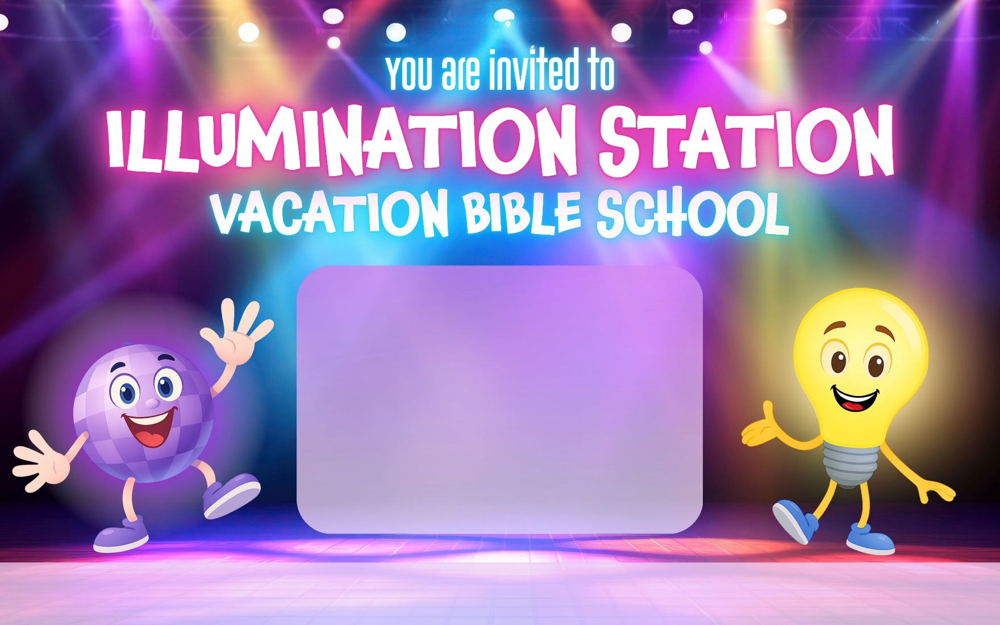 you are invited to
ILLUMINATION STATION
VACATION BIBLE SCHOOL